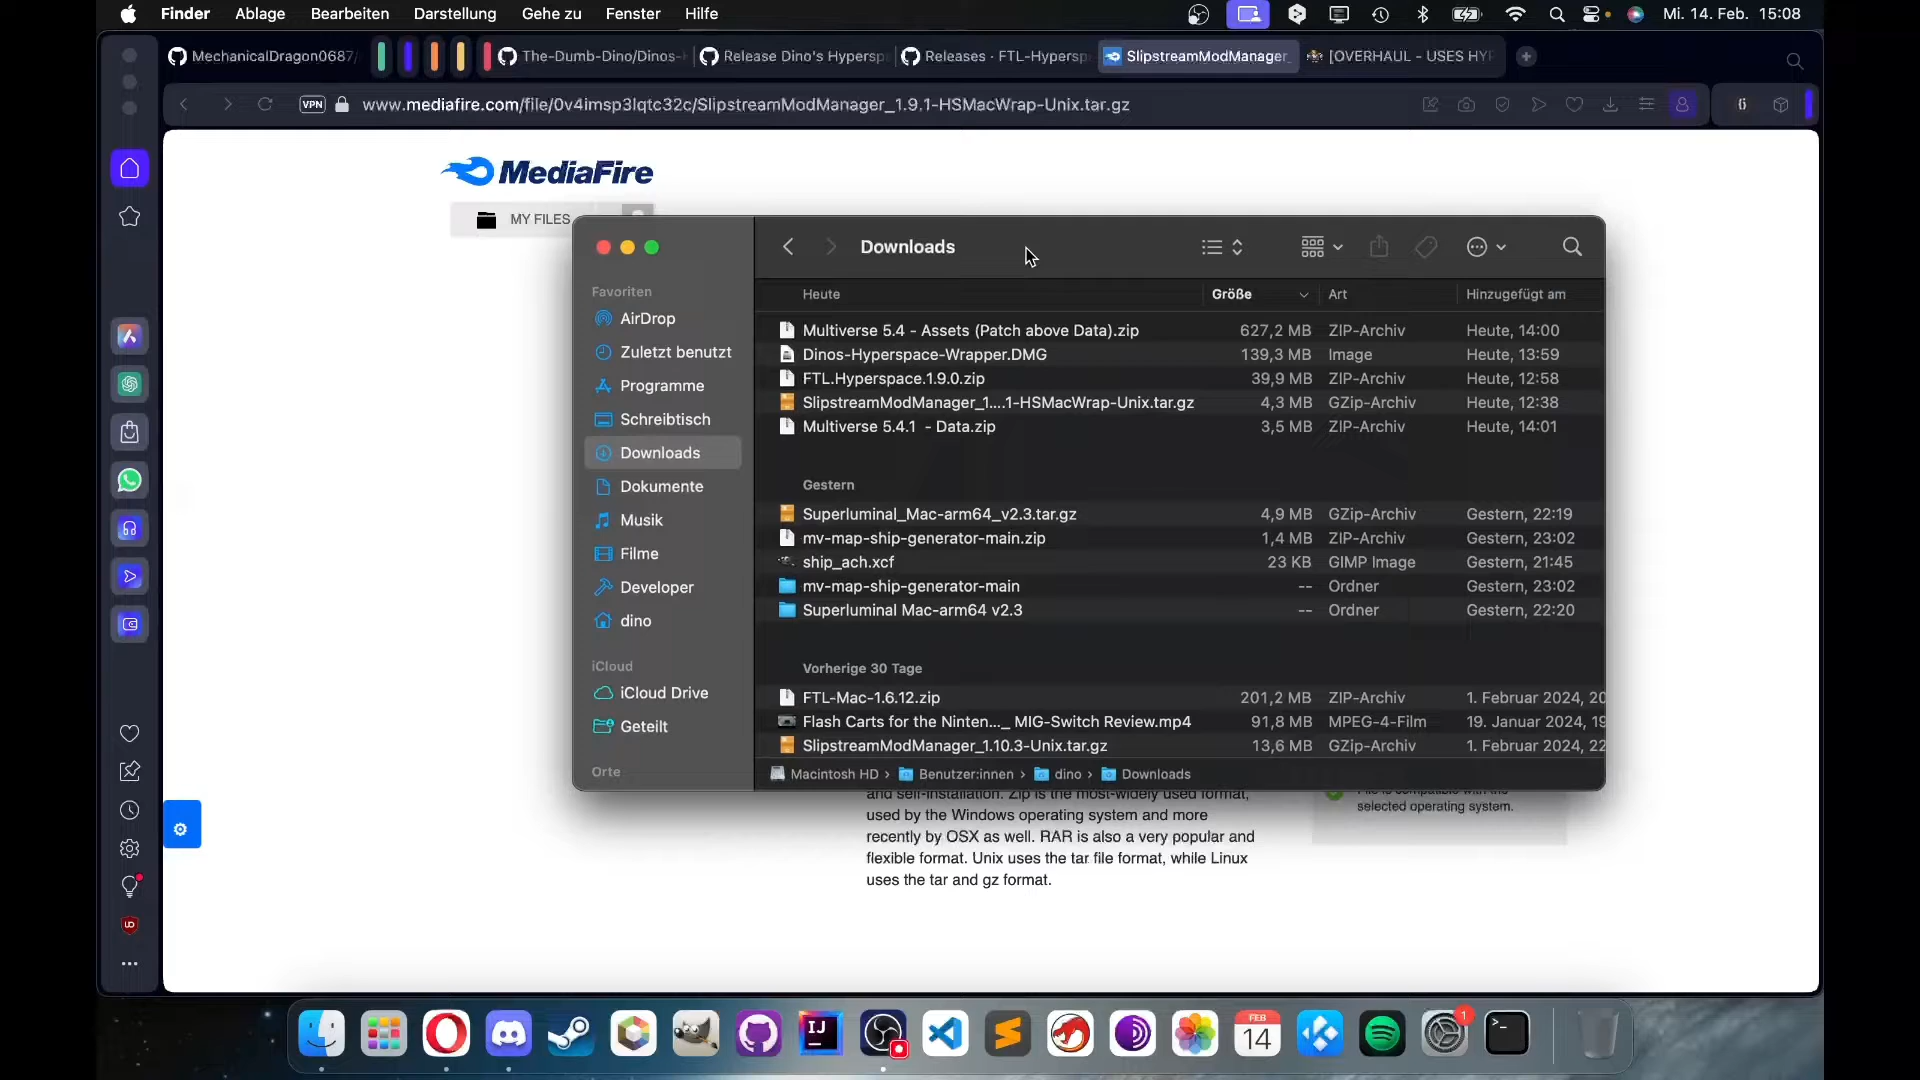 Finder Ablage Bearbeiten Darstellung Gehe zu Fenster Hilfe Mi. 14. Feb. 15:08
MechanicalDragon0687/ The-Dumb-Dino/Dinos- Release Dino's Hypersp Releases · FTL-Hypersp SlipstreamModManager_ [OVERHAUL - USES HYP
VPN www.mediafire.com/file/0v4imsp3lqtc32c/SlipstreamModManager_1.9.1-HSMacWrap-Unix.tar.gz
MediaFire
MY FILES
Downloads
Favoriten
AirDrop
Zuletzt benutzt
Programme
Schreibtisch
Downloads
Dokumente
Musik
Filme
Developer
dino
iCloud
iCloud Drive
Geteilt
Orte
Heute Größe Art Hinzugefügt am
Multiverse 5.4 - Assets (Patch above Data).zip 627,2 MB ZIP-Archiv Heute, 14:00
Dinos-Hyperspace-Wrapper.DMG 139,3 MB Image Heute, 13:59
FTL.Hyperspace.1.9.0.zip 39,9 MB ZIP-Archiv Heute, 12:58
SlipstreamModManager_1....1-HSMacWrap-Unix.tar.gz 4,3 MB GZip-Archiv Heute, 12:38
Multiverse 5.4.1 - Data.zip 3,5 MB ZIP-Archiv Heute, 14:01
Gestern
Superluminal_Mac-arm64_v2.3.tar.gz 4,9 MB GZip-Archiv Gestern, 22:19
mv-map-ship-generator-main.zip 1,4 MB ZIP-Archiv Gestern, 23:02
ship_ach.xcf 23 KB GIMP Image Gestern, 21:45
mv-map-ship-generator-main -- Ordner Gestern, 23:02
Superluminal Mac-arm64 v2.3 -- Ordner Gestern, 22:20
Vorherige 30 Tage
FTL-Mac-1.6.12.zip 201,2 MB ZIP-Archiv 1. Februar 2024, 20
Flash Carts for the Ninten..._ MIG-Switch Review.mp4 91,8 MB MPEG-4-Film 19. Januar 2024, 19
SlipstreamModManager_1.10.3-Unix.tar.gz 13,6 MB GZip-Archiv 1. Februar 2024, 22
Macintosh HD › Benutzer:innen › dino › Downloads
and self-installation. Zip is the most-widely used format,
used by the Windows operating system and more
recently by OSX as well. RAR is also a very popular and
flexible format. Unix uses the tar file format, while Linux
uses the tar and gz format.
File is compatible with the
selected operating system.
IJ
FEB
14
1